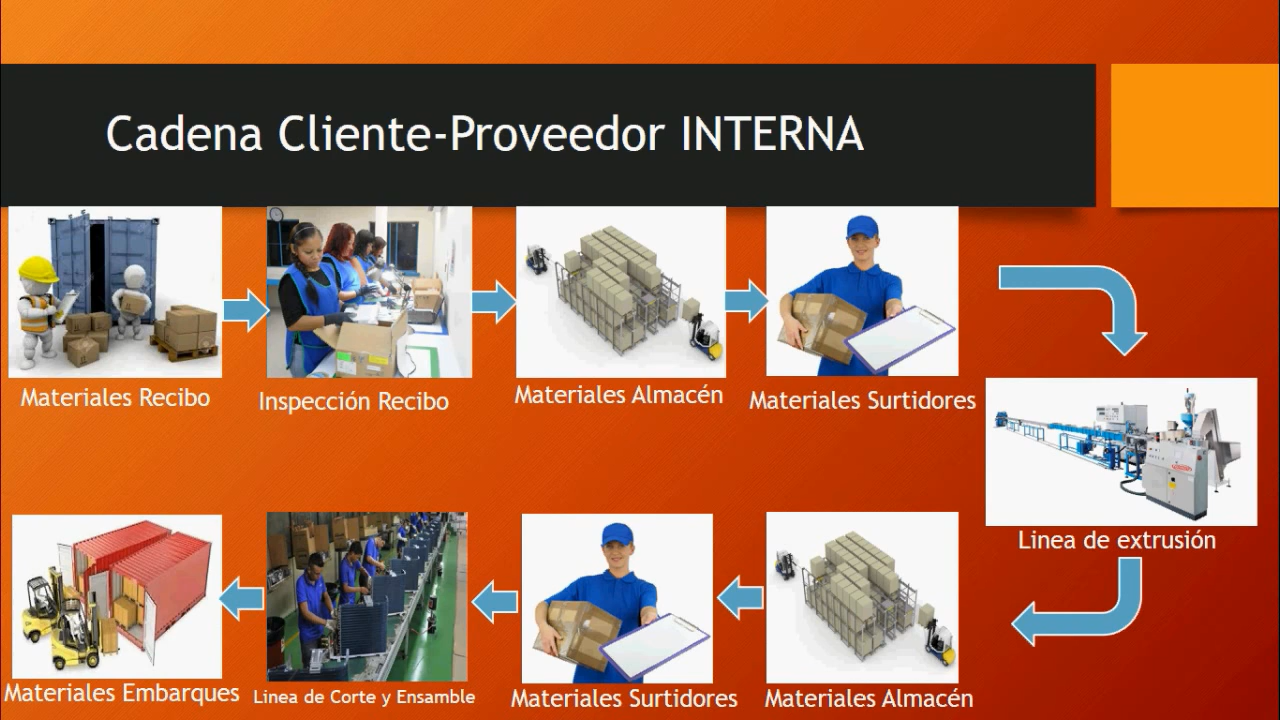 Cadena Cliente-Proveedor INTERNA
Materiales Recibo
Inspección Recibo
Materiales Almacén
Materiales Surtidores
Linea de extrusión
Materiales Embarques
Linea de Corte y Ensamble
Materiales Surtidores
Materiales Almacén